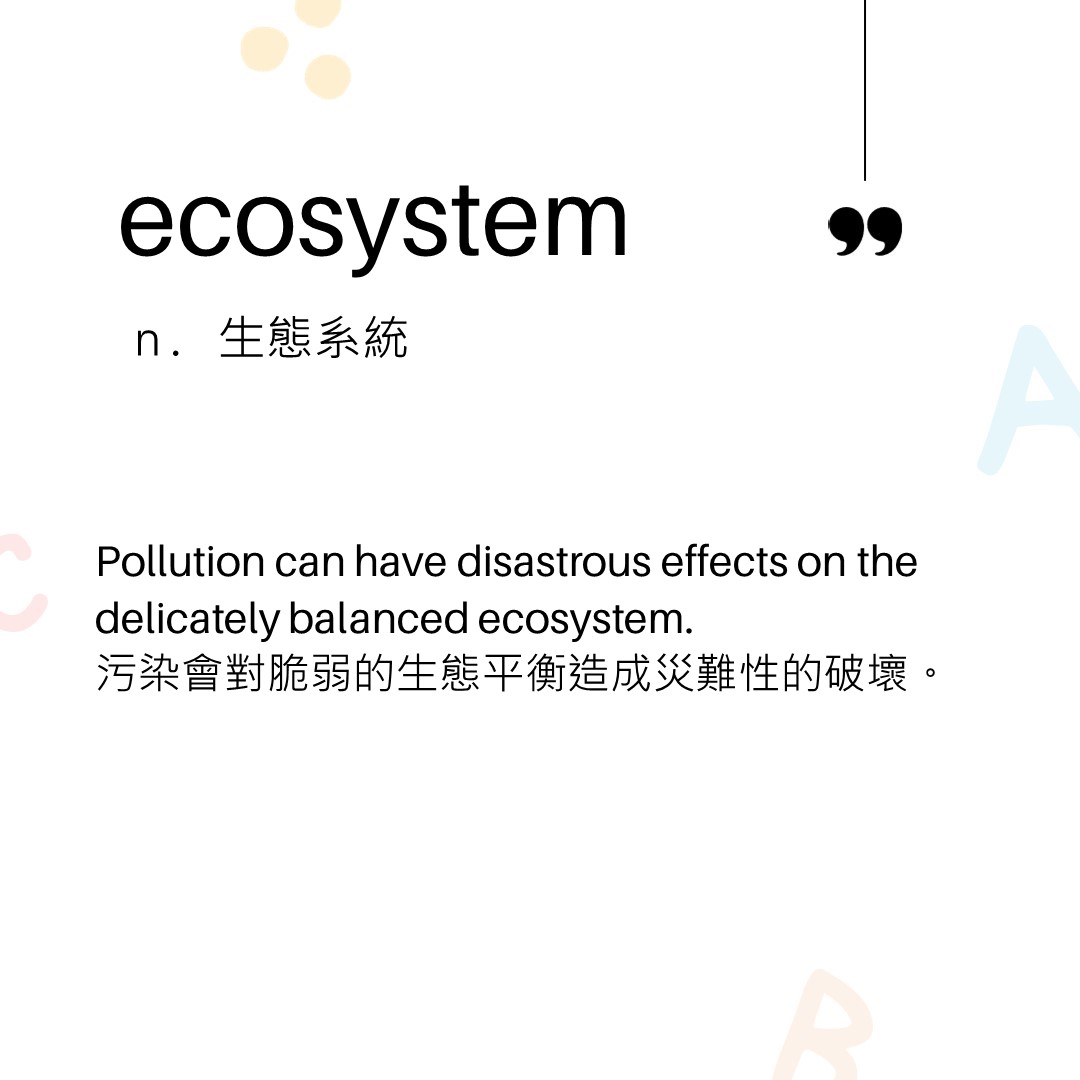 ecosystem
”
n. 生態系統
A
C
Pollution can have disastrous effects on the
delicately balanced ecosystem.
污染會對脆弱的生態平衡造成災難性的破壞。
B